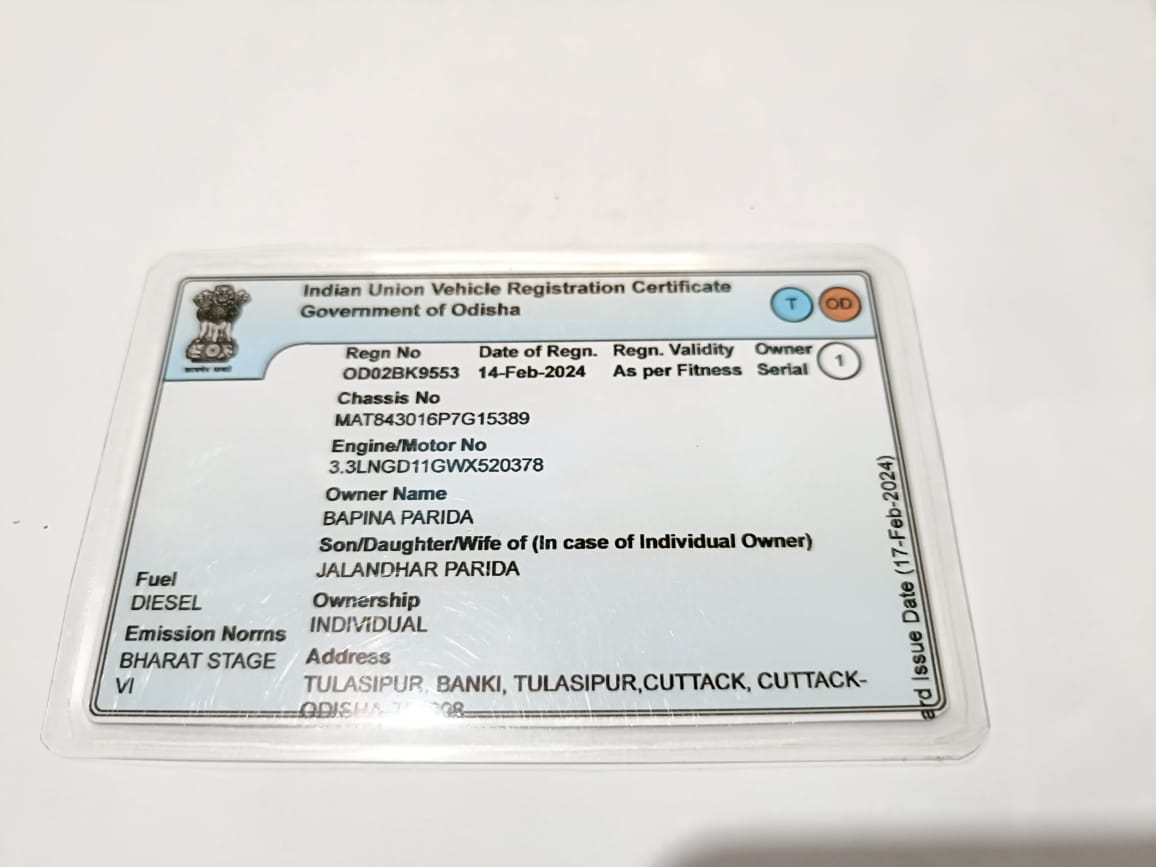 Indian Union Vehicle Registration Certificate
Government of Odisha
T OD
Regn No Date of Regn. Regn. Validity Owner Serial 1
OD02BK9553 14-Feb-2024 As per Fitness
Chassis No
MAT843016P7G15389
Engine/Motor No
3.3LNGD11GWX520378
Owner Name
BAPINA PARIDA
Son/Daughter/Wife of (In case of Individual Owner)
JALANDHAR PARIDA
Fuel
DIESEL
Ownership
INDIVIDUAL
Emission Norms
BHARAT STAGE
VI
Address
TULASIPUR, BANKI, TULASIPUR,CUTTACK, CUTTACK-
ODISHA
ard Issue Date (17-Feb-2024)